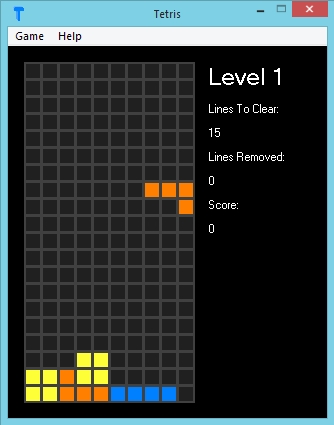 Tetris
Game Help
Level 1
Lines To Clear:
15
Lines Removed:
0
Score:
0